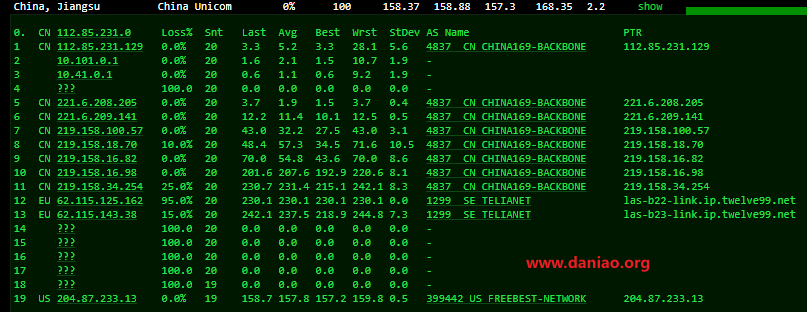 China, Jiangsu China Unicom 0% 100 158.37 158.88 157.3 168.35 2.2 show
0. CN 112.85.231.0 Loss% Snt Last Avg Best Wrst StDev AS Name PTR
1 CN 112.85.231.129 0.0% 20 3.3 5.2 3.3 28.1 5.6 4837 CN CHINA169-BACKBONE 112.85.231.129
2 10.101.0.1 0.0% 20 1.6 2.1 1.5 10.7 1.9 -
3 10.41.0.1 0.0% 20 0.6 1.1 0.6 9.2 1.9 -
4 ??? 100.0 20 0.0 0.0 0.0 0.0 0.0 -
5 CN 221.6.208.205 0.0% 20 3.7 1.9 1.5 3.7 0.4 4837 CN CHINA169-BACKBONE 221.6.208.205
6 CN 221.6.209.141 0.0% 20 12.2 11.4 10.1 12.5 0.5 4837 CN CHINA169-BACKBONE 221.6.209.141
7 CN 219.158.100.57 0.0% 20 43.0 32.2 27.5 43.0 3.1 4837 CN CHINA169-BACKBONE 219.158.100.57
8 CN 219.158.18.70 10.0% 20 48.4 57.3 34.5 71.6 10.5 4837 CN CHINA169-BACKBONE 219.158.18.70
9 CN 219.158.16.82 0.0% 20 70.0 54.8 43.6 70.0 8.6 4837 CN CHINA169-BACKBONE 219.158.16.82
10 CN 219.158.16.98 0.0% 20 201.6 207.6 192.9 220.6 8.1 4837 CN CHINA169-BACKBONE 219.158.16.98
11 CN 219.158.34.254 25.0% 20 230.7 231.4 215.1 242.1 8.3 4837 CN CHINA169-BACKBONE 219.158.34.254
12 EU 62.115.125.162 95.0% 20 230.1 230.1 230.1 230.1 0.0 1299 SE TELIANET las-b22-link.ip.twelve99.net
13 EU 62.115.143.38 15.0% 20 242.1 237.5 218.9 244.8 7.3 1299 SE TELIANET las-b23-link.ip.twelve99.net
14 ??? 100.0 20 0.0 0.0 0.0 0.0 0.0 -
15 ??? 100.0 20 0.0 0.0 0.0 0.0 0.0 -
16 ??? 100.0 20 0.0 0.0 0.0 0.0 0.0 -
17 ??? 100.0 20 0.0 0.0 0.0 0.0 0.0 -
18 ??? 100.0 19 0.0 0.0 0.0 0.0 0.0 -
www.daniao.org
19 US 204.87.233.13 0.0% 19 158.7 157.8 157.2 159.8 0.5 399442 US FREEBEST-NETWORK 204.87.233.13